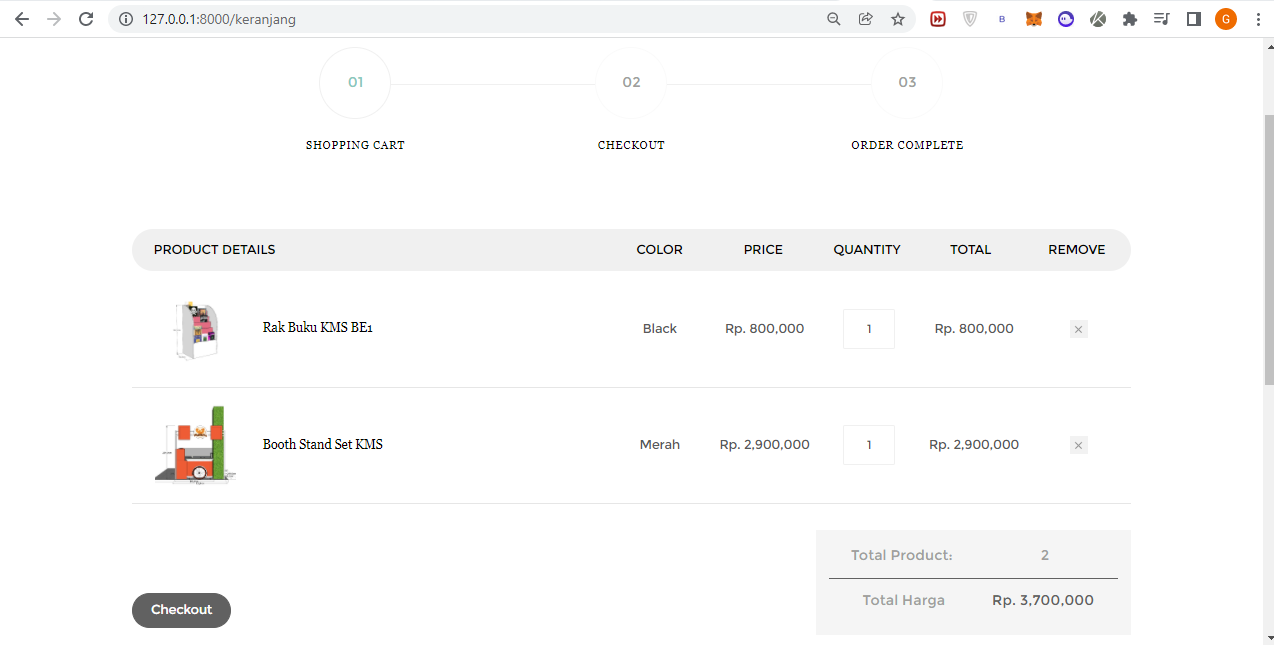 127.0.0.1:8000/keranjang
B
G
01
02
03
SHOPPING CART
CHECKOUT
ORDER COMPLETE
PRODUCT DETAILS COLOR PRICE QUANTITY TOTAL REMOVE
Rak Buku KMS BE1 Black Rp. 800,000 1 Rp. 800,000 ×
Booth Stand Set KMS Merah Rp. 2,900,000 1 Rp. 2,900,000 ×
Total Product: 2
Total Harga Rp. 3,700,000
Checkout